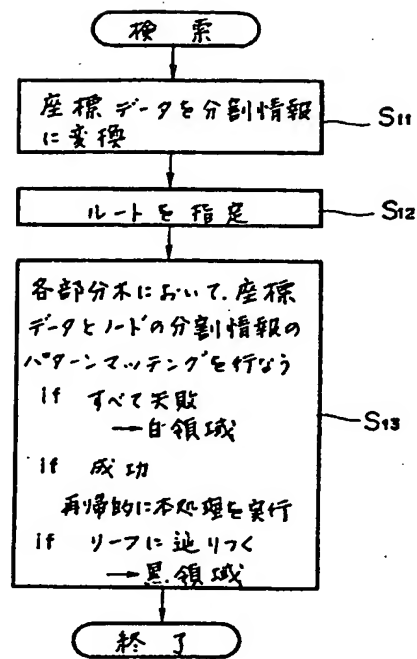 検索
座標データを分割情報
に変換
S11
ルートを指定
S12
各部分木において、座標
データとノードの分割情報の
パターンマッチングを行なう
if すべて失敗
→白領域
if 成功
再帰的に本処理を実行
if リーフに辿りつく
→黒領域
S13
終了